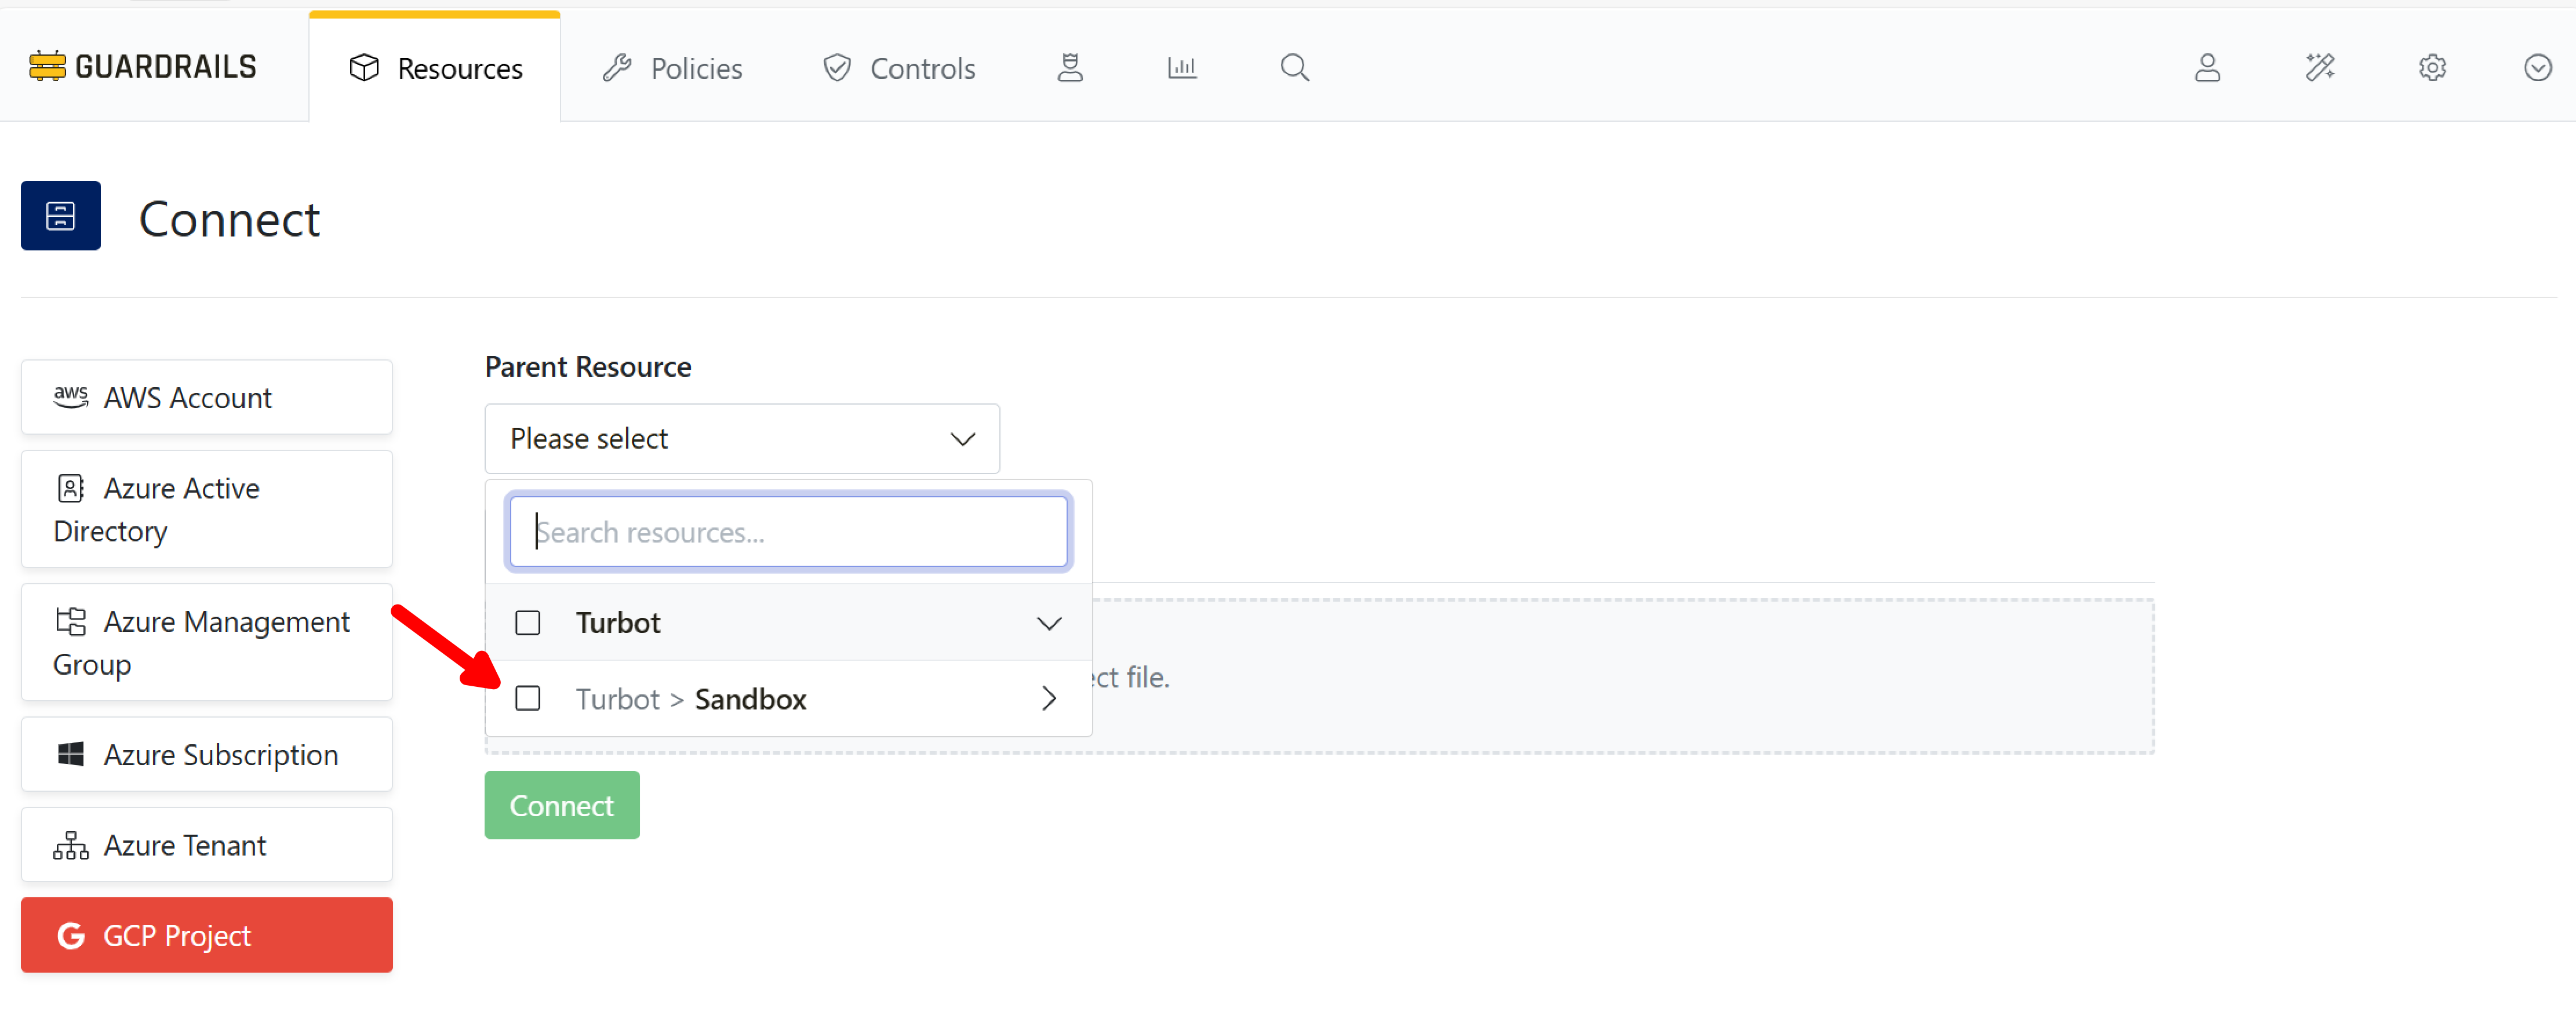 GUARDRAILS
Resources
Policies
Controls
Connect
aws AWS Account
Azure Active
Directory
Azure Management
Group
Azure Subscription
Azure Tenant
G GCP Project
Parent Resource
Please select
Search resources...
Turbot
Turbot > Sandbox
ct file.
Connect